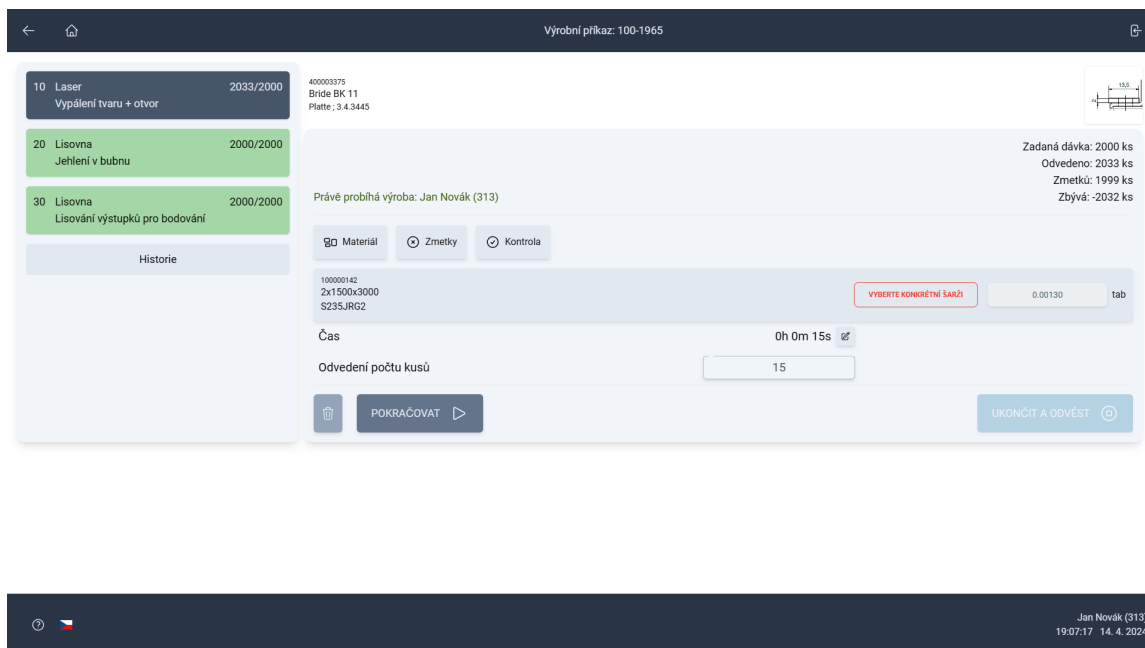 Výrobní příkaz: 100-1965
10 Laser 2033/2000
Vypálení tvaru + otvor
20 Lisovna 2000/2000
Jehlení v bubnu
30 Lisovna 2000/2000
Lisování výstupků pro bodování
Historie
400003375
Bride BK 11
Platte ; 3.4.3445
13,5
2
Zadaná dávka: 2000 ks
Odvedeno: 2033 ks
Zmetků: 1999 ks
Zbývá: -2032 ks
Právě probíhá výroba: Jan Novák (313)
Materiál Zmetky Kontrola
100000142
2x1500x3000
S235JRG2
VYBERTE KONKRÉTNÍ ŠARŽI 0.00130 tab
Čas 0h 0m 15s
Odvedení počtu kusů 15
POKRAČOVAT UKONČIT A ODVÉST
Jan Novák (313)
19:07:17 14. 4. 2024